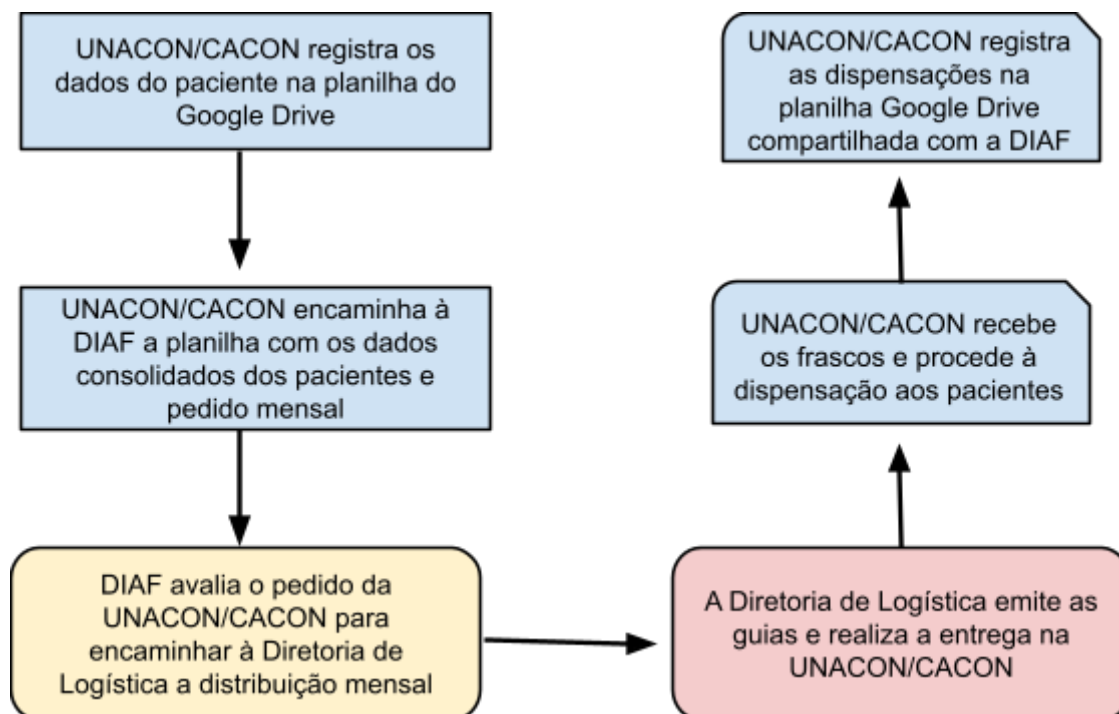 UNACON/CACON registra os
dados do paciente na planilha do
Google Drive
UNACON/CACON encaminha à
DIAF a planilha com os dados
consolidados dos pacientes e
pedido mensal
DIAF avalia o pedido da
UNACON/CACON para
encaminhar à Diretoria de
Logística a distribuição mensal
A Diretoria de Logística emite as
guias e realiza a entrega na
UNACON/CACON
UNACON/CACON recebe
os frascos e procede à
dispensação aos pacientes
UNACON/CACON registra
as dispensações na
planilha Google Drive
compartilhada com a DIAF